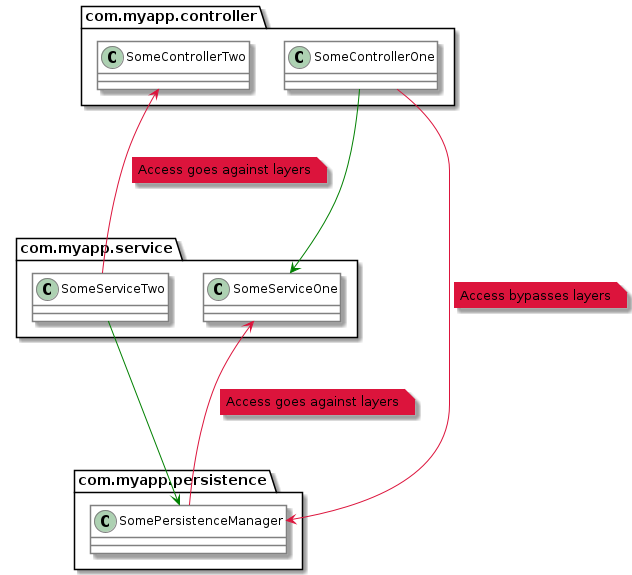 com.myapp.controller
C SomeControllerTwo
C SomeControllerOne
Access goes against layers
com.myapp.service
C SomeServiceTwo
C SomeServiceOne
Access bypasses layers
Access goes against layers
com.myapp.persistence
C SomePersistenceManager